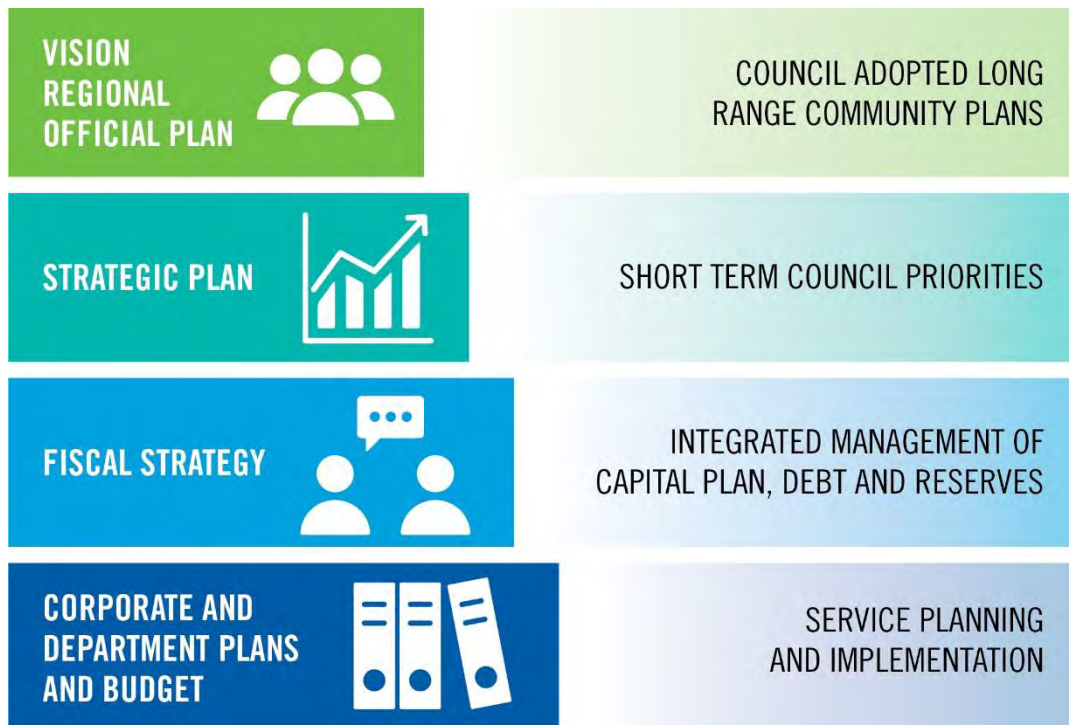 VISION
REGIONAL
OFFICIAL PLAN
COUNCIL ADOPTED LONG
RANGE COMMUNITY PLANS
STRATEGIC PLAN
SHORT TERM COUNCIL PRIORITIES
FISCAL STRATEGY
INTEGRATED MANAGEMENT OF
CAPITAL PLAN, DEBT AND RESERVES
CORPORATE AND
DEPARTMENT PLANS
AND BUDGET
SERVICE PLANNING
AND IMPLEMENTATION